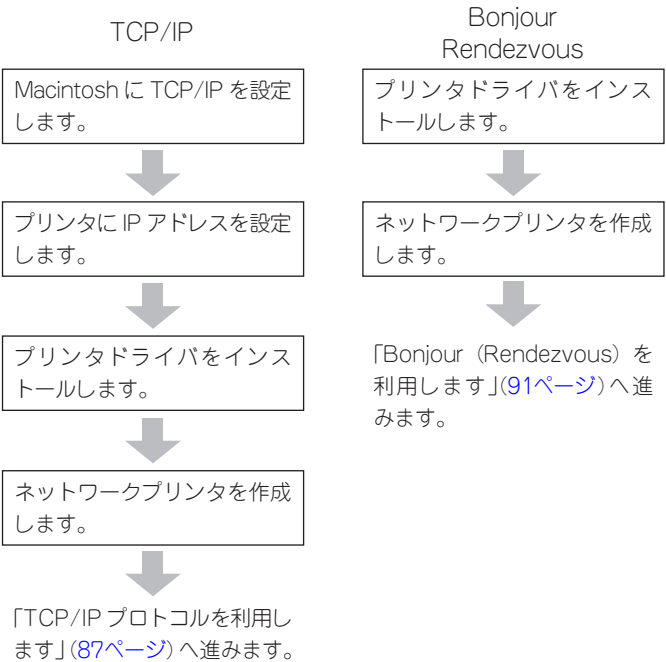 TCP/IP
Macintosh に TCP/IP を設定
します。
プリンタに IP アドレスを設定
します。
プリンタドライバをインス
トールします。
ネットワークプリンタを作成
します。
「TCP/IP プロトコルを利用し
ます」(87ページ)へ進みます。
Bonjour
Rendezvous
プリンタドライバをインス
トールします。
ネットワークプリンタを作成
します。
「Bonjour（Rendezvous）を
利用します」(91ページ)へ進
みます。